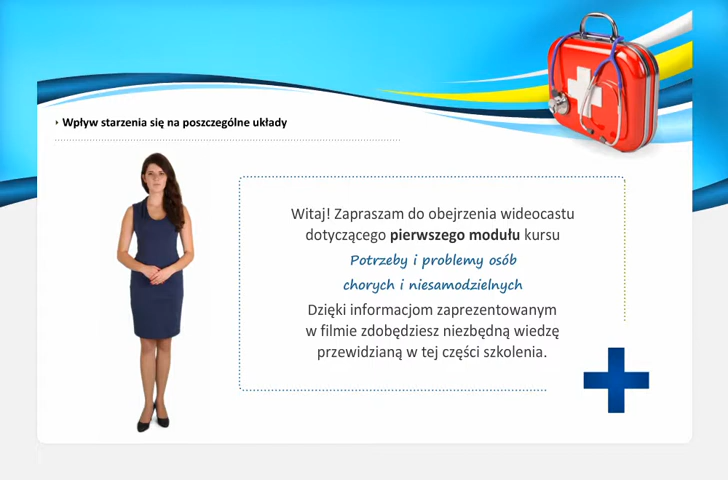 Wpływ starzenia się na poszczególne układy
Witaj! Zapraszam do obejrzenia wideocastu
dotyczącego pierwszego modułu kursu
Potrzeby i problemy osób
chorych i niesamodzielnych
Dzięki informacjom zaprezentowanym
w filmie zdobędziesz niezbędną wiedzę
przewidzianą w tej części szkolenia.